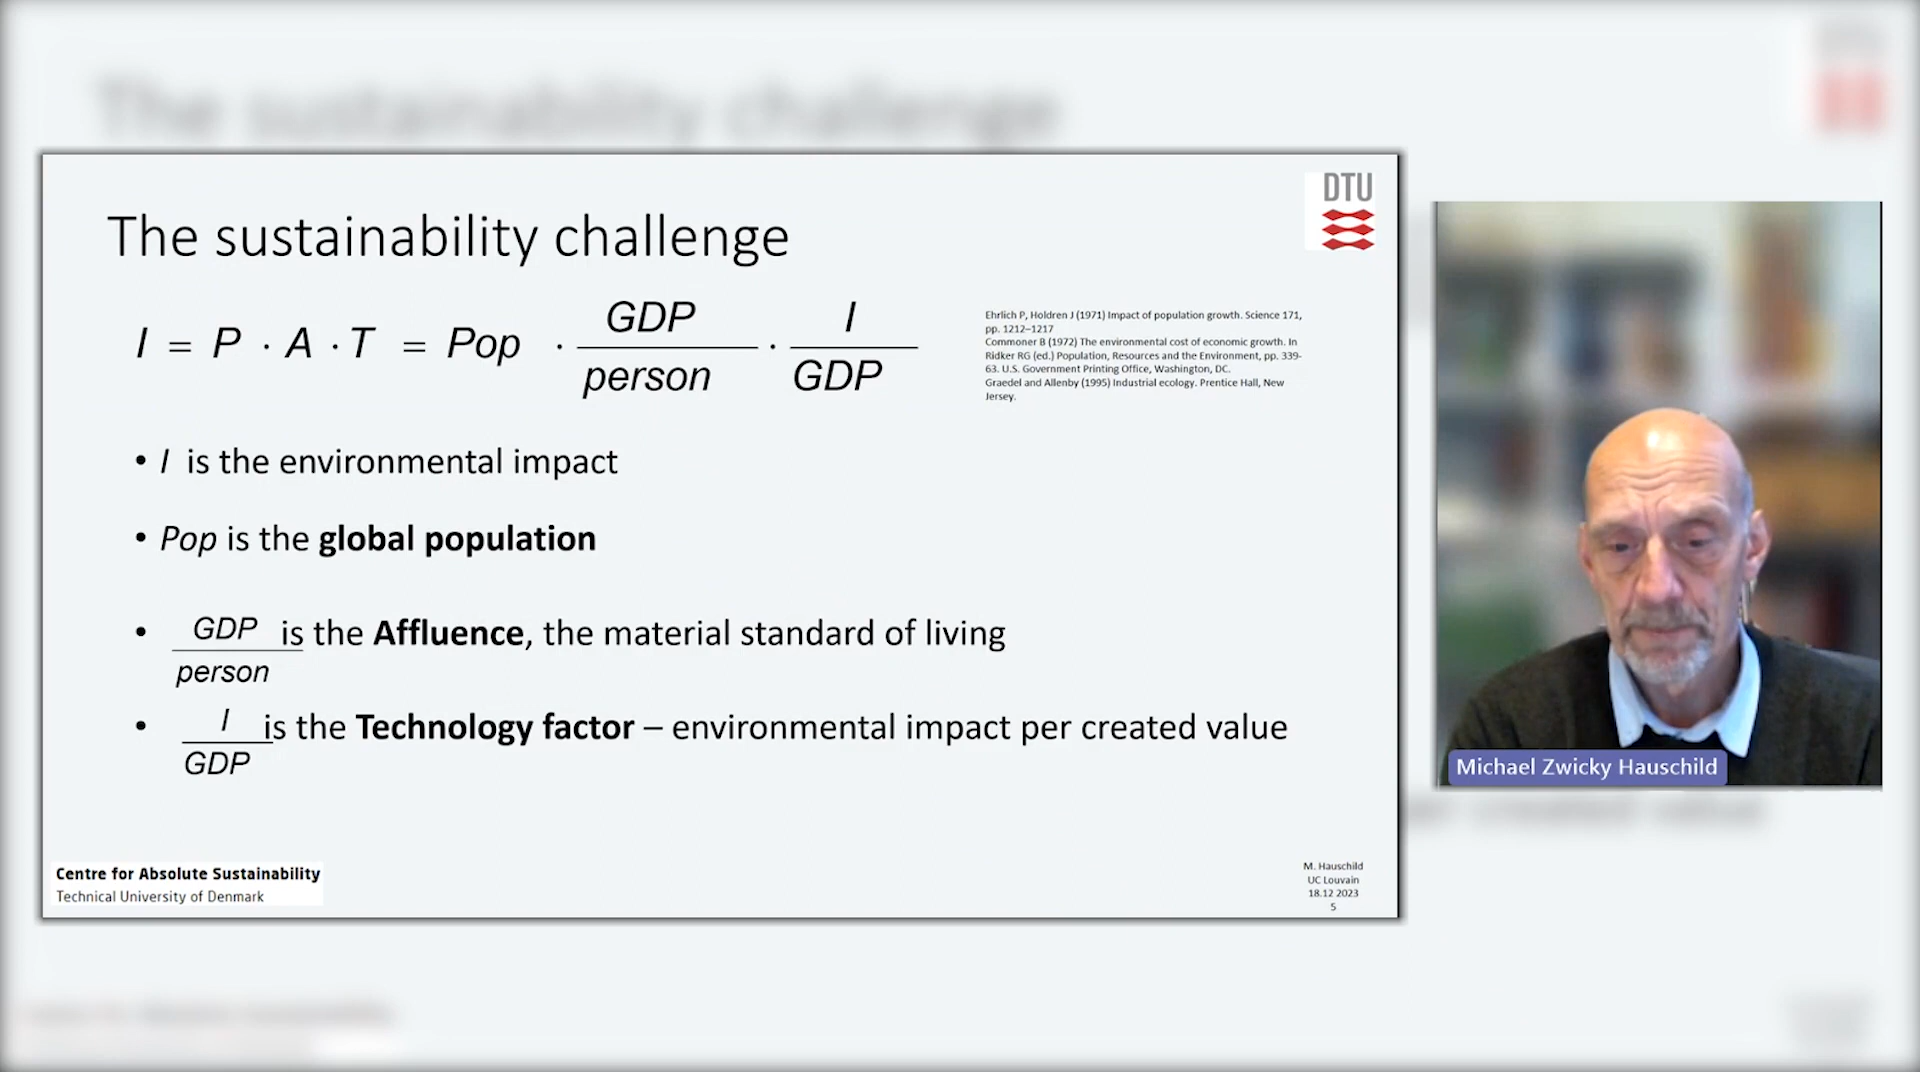 The sustainability challenge
DTU
The sustainability challenge
I = P · A · T = Pop · GDP/person · I/GDP
Ehrlich P, Holdren J (1971) Impact of population growth. Science 171,
pp. 1212–1217
Commoner B (1972) The environmental cost of economic growth. In
Ridker RG (ed.) Population, Resources and the Environment, pp. 339-
63. U.S. Government Printing Office, Washington, DC.
Graedel and Allenby (1995) Industrial ecology. Prentice Hall, New
Jersey.
• I is the environmental impact
• Pop is the global population
• GDP/person is the Affluence, the material standard of living
• I/GDP is the Technology factor – environmental impact per created value
Michael Zwicky Hauschild
Centre for Absolute Sustainability
Technical University of Denmark
M. Hauschild
UC Louvain
18.12 2023
5